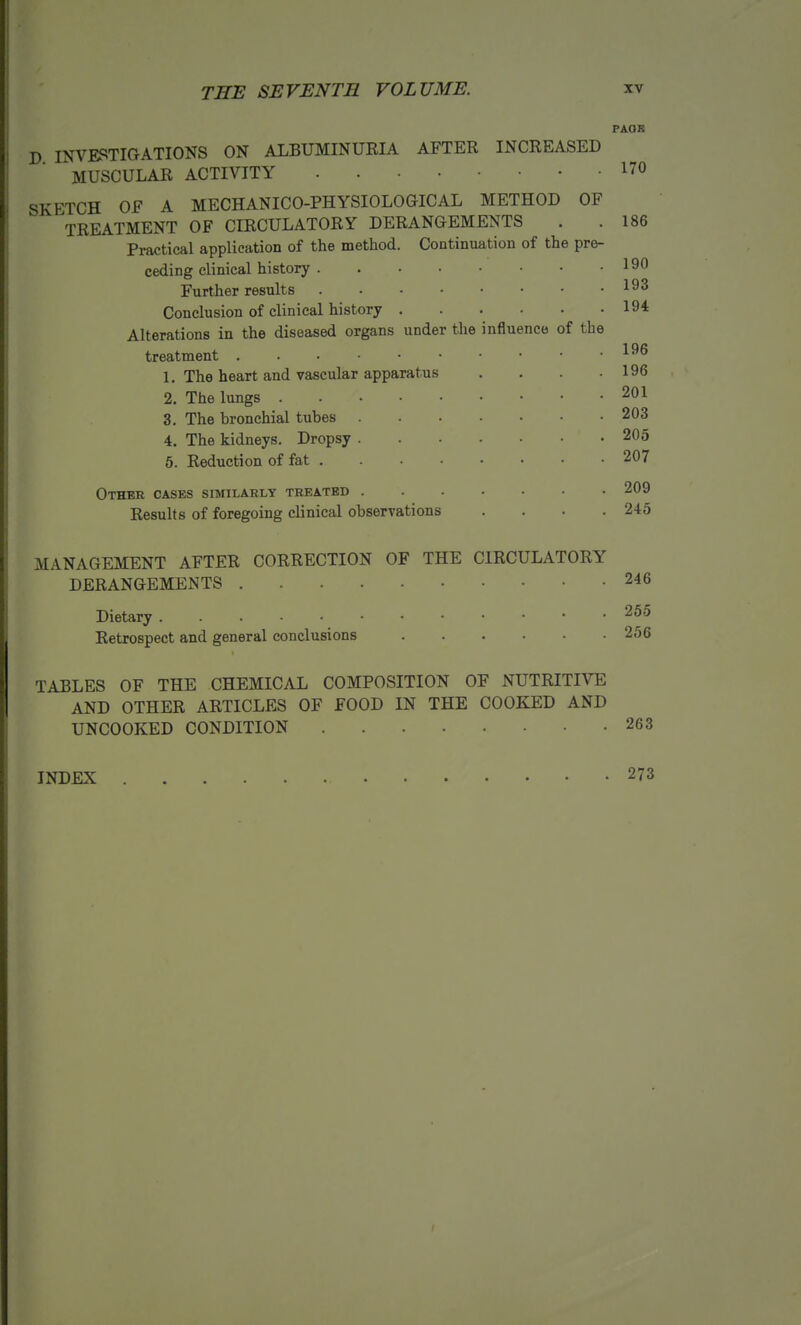 THE SEVENTH VOLUME. xv
PAGE
D. INVESTIGATIONS ON ALBUMINURIA AFTER INCREASED
MUSCULAR ACTIVITY . . . . . . . . 170
SKETCH OF A MECHANICO-PHYSIOLOGICAL METHOD OF
TREATMENT OF CIRCULATORY DERANGEMENTS . . 186
Practical application of the method. Continuation of the pre-
ceding clinical history . . . . . . . . 190
Further results . . . . . . . . 193
Conclusion of clinical history . . . . . . 194
Alterations in the diseased organs under the influence of the
treatment . . . . . . . . . . 196
1. The heart and vascular apparatus . . . . 196
2. The lungs . . . . . . . . . 201
3. The bronchial tubes . . . . . . . 203
4. The kidneys. Dropsy . . . . . . . 205
5. Reduction of fat . . . . . . . . 207
OTHER CASES SIMILARLY TREATED . . . . . . . 209
Results of foregoing clinical observations . . . . 245
MANAGEMENT AFTER CORRECTION OF THE CIRCULATORY
DERANGEMENTS . . . . . . . . . . 246
Dietary . . . . . . . . . . . . 255
Retrospect and general conclusions . . . . . . 256
TABLES OF THE CHEMICAL COMPOSITION OF NUTRITIVE
AND OTHER ARTICLES OF FOOD IN THE COOKED AND
UNCOOKED CONDITION . . . . . . . . 263
INDEX . . . . . . . . . . . . . 273